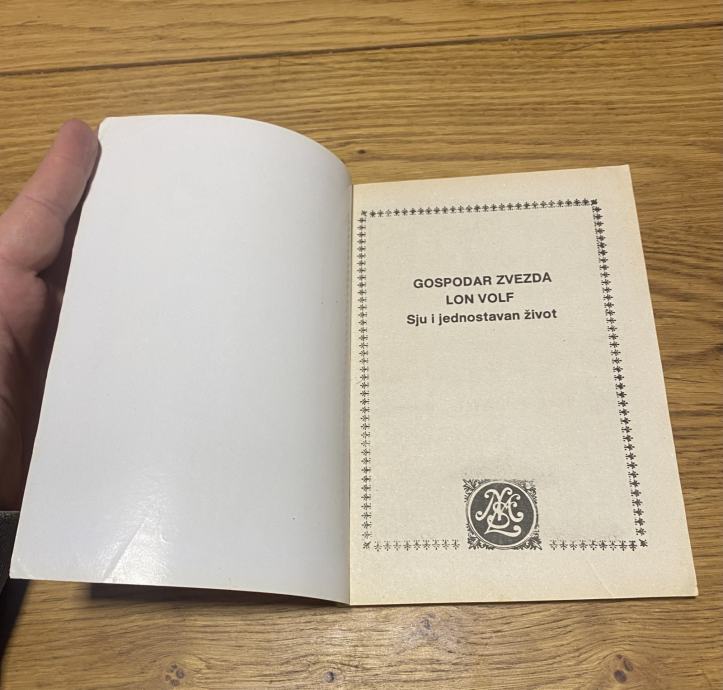 GOSPODAR ZVEZDA
LON VOLF
Sju i jednostavan život